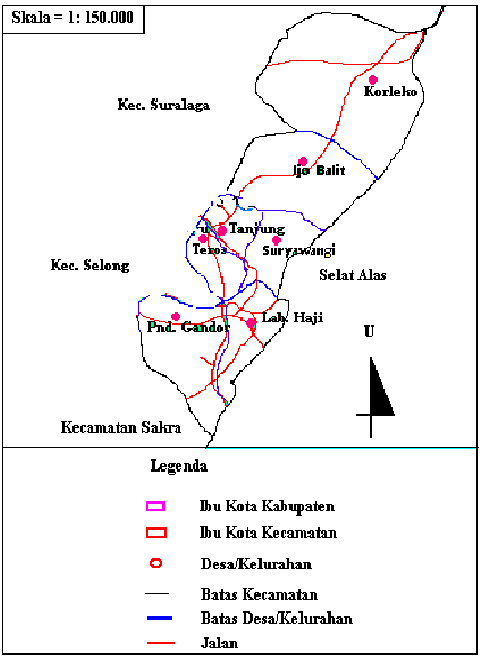 Skala = 1: 150.000
Korleko
Kec. Suralaga
Ijo Balit
Tanjung
Teros
Suryawangi
Kec. Selong
Selat Alas
Lab. Haji
Pnd. Gandor
U
Kecamatan Sakra
Legenda
Ibu Kota Kabupaten
Ibu Kota Kecamatan
Desa/Kelurahan
Batas Kecamatan
Batas Desa/Kelurahan
Jalan